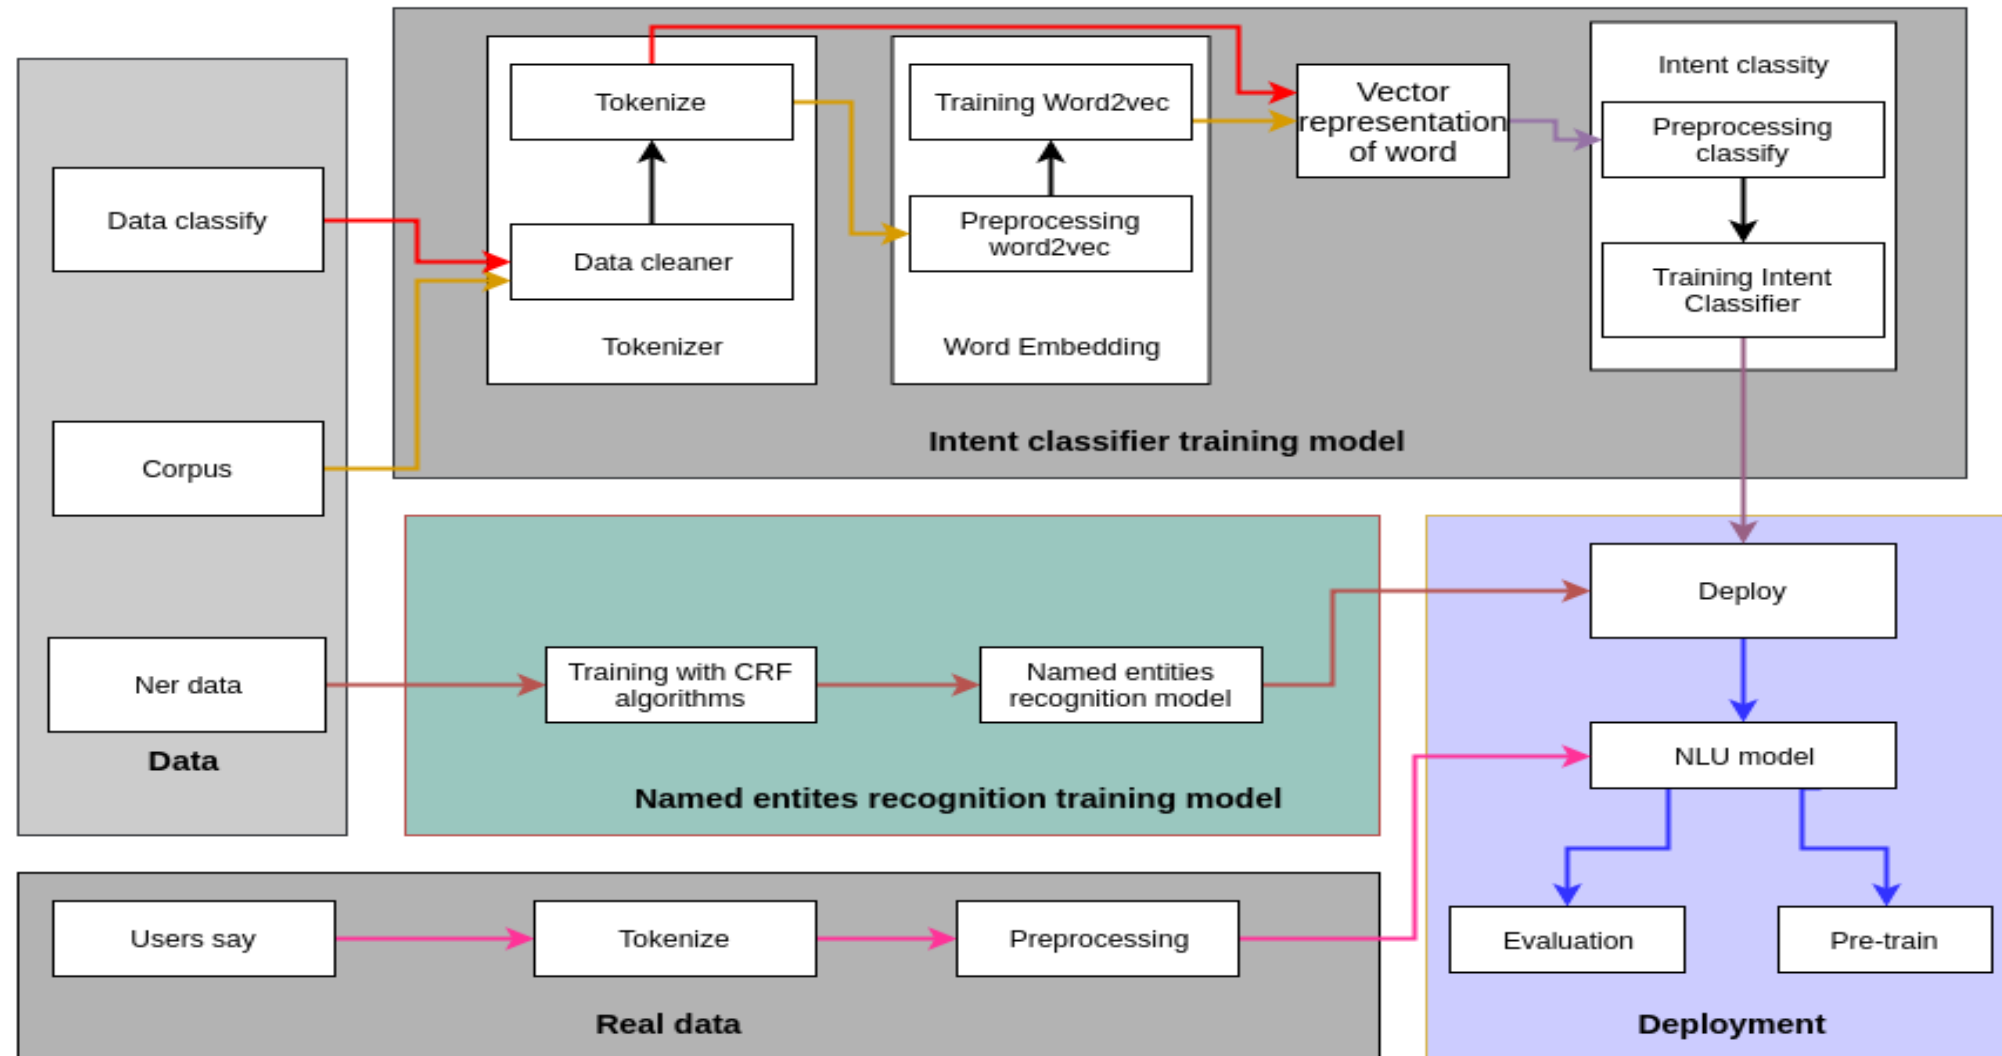 Intent classity
Tokenize
Training Word2vec
Vector
representation
of word
Preprocessing
classify
Data classify
Data cleaner
Preprocessing
word2vec
Training Intent
Classifier
Tokenizer
Word Embedding
Intent classifier training model
Corpus
Ner data
Data
Training with CRF
algorithms
Named entities
recognition model
Named entites recognition training model
Deploy
NLU model
Evaluation
Pre-train
Deployment
Users say
Tokenize
Preprocessing
Real data